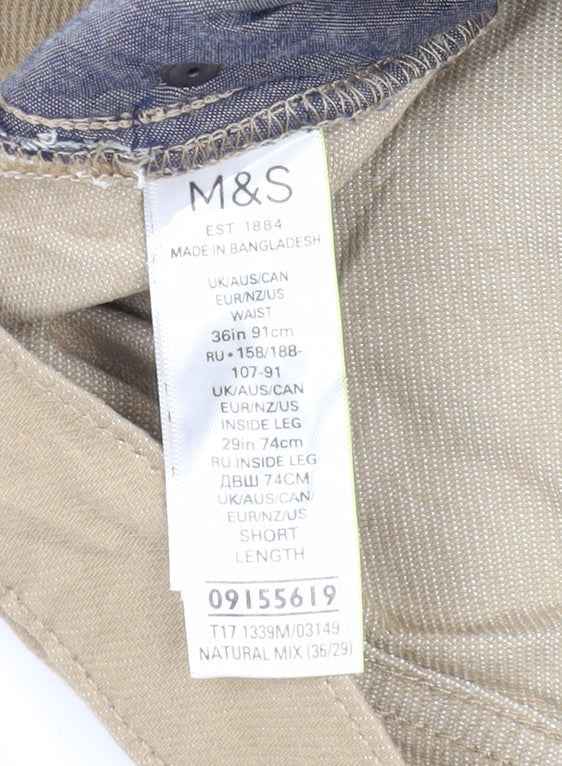 M&S
EST. 1884
MADE IN BANGLADESH
UK/AUS/CAN
EUR/NZ/US
WAIST
36in 91cm
RU • 158/188-
107-91
UK/AUS/CAN
EUR/NZ/US
INSIDE LEG
29in 74cm
RU INSIDE LEG
ДВШ 74CM
UK/AUS/CAN/
EUR/NZ/US
SHORT
LENGTH
09155619
T17 1339M/03149
NATURAL MIX (36/29)